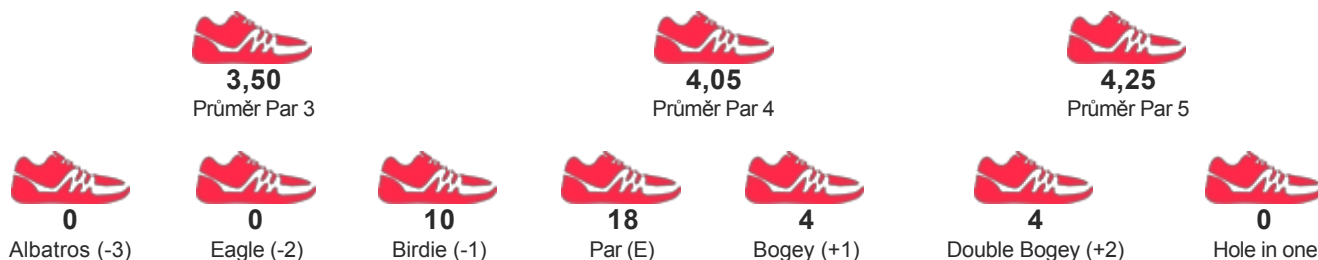 3,50 4,05 4,25
Průměr Par 3 Průměr Par 4 Průměr Par 5
0 0 10 18 4 4 0
Albatros (-3) Eagle (-2) Birdie (-1) Par (E) Bogey (+1) Double Bogey (+2) Hole in one